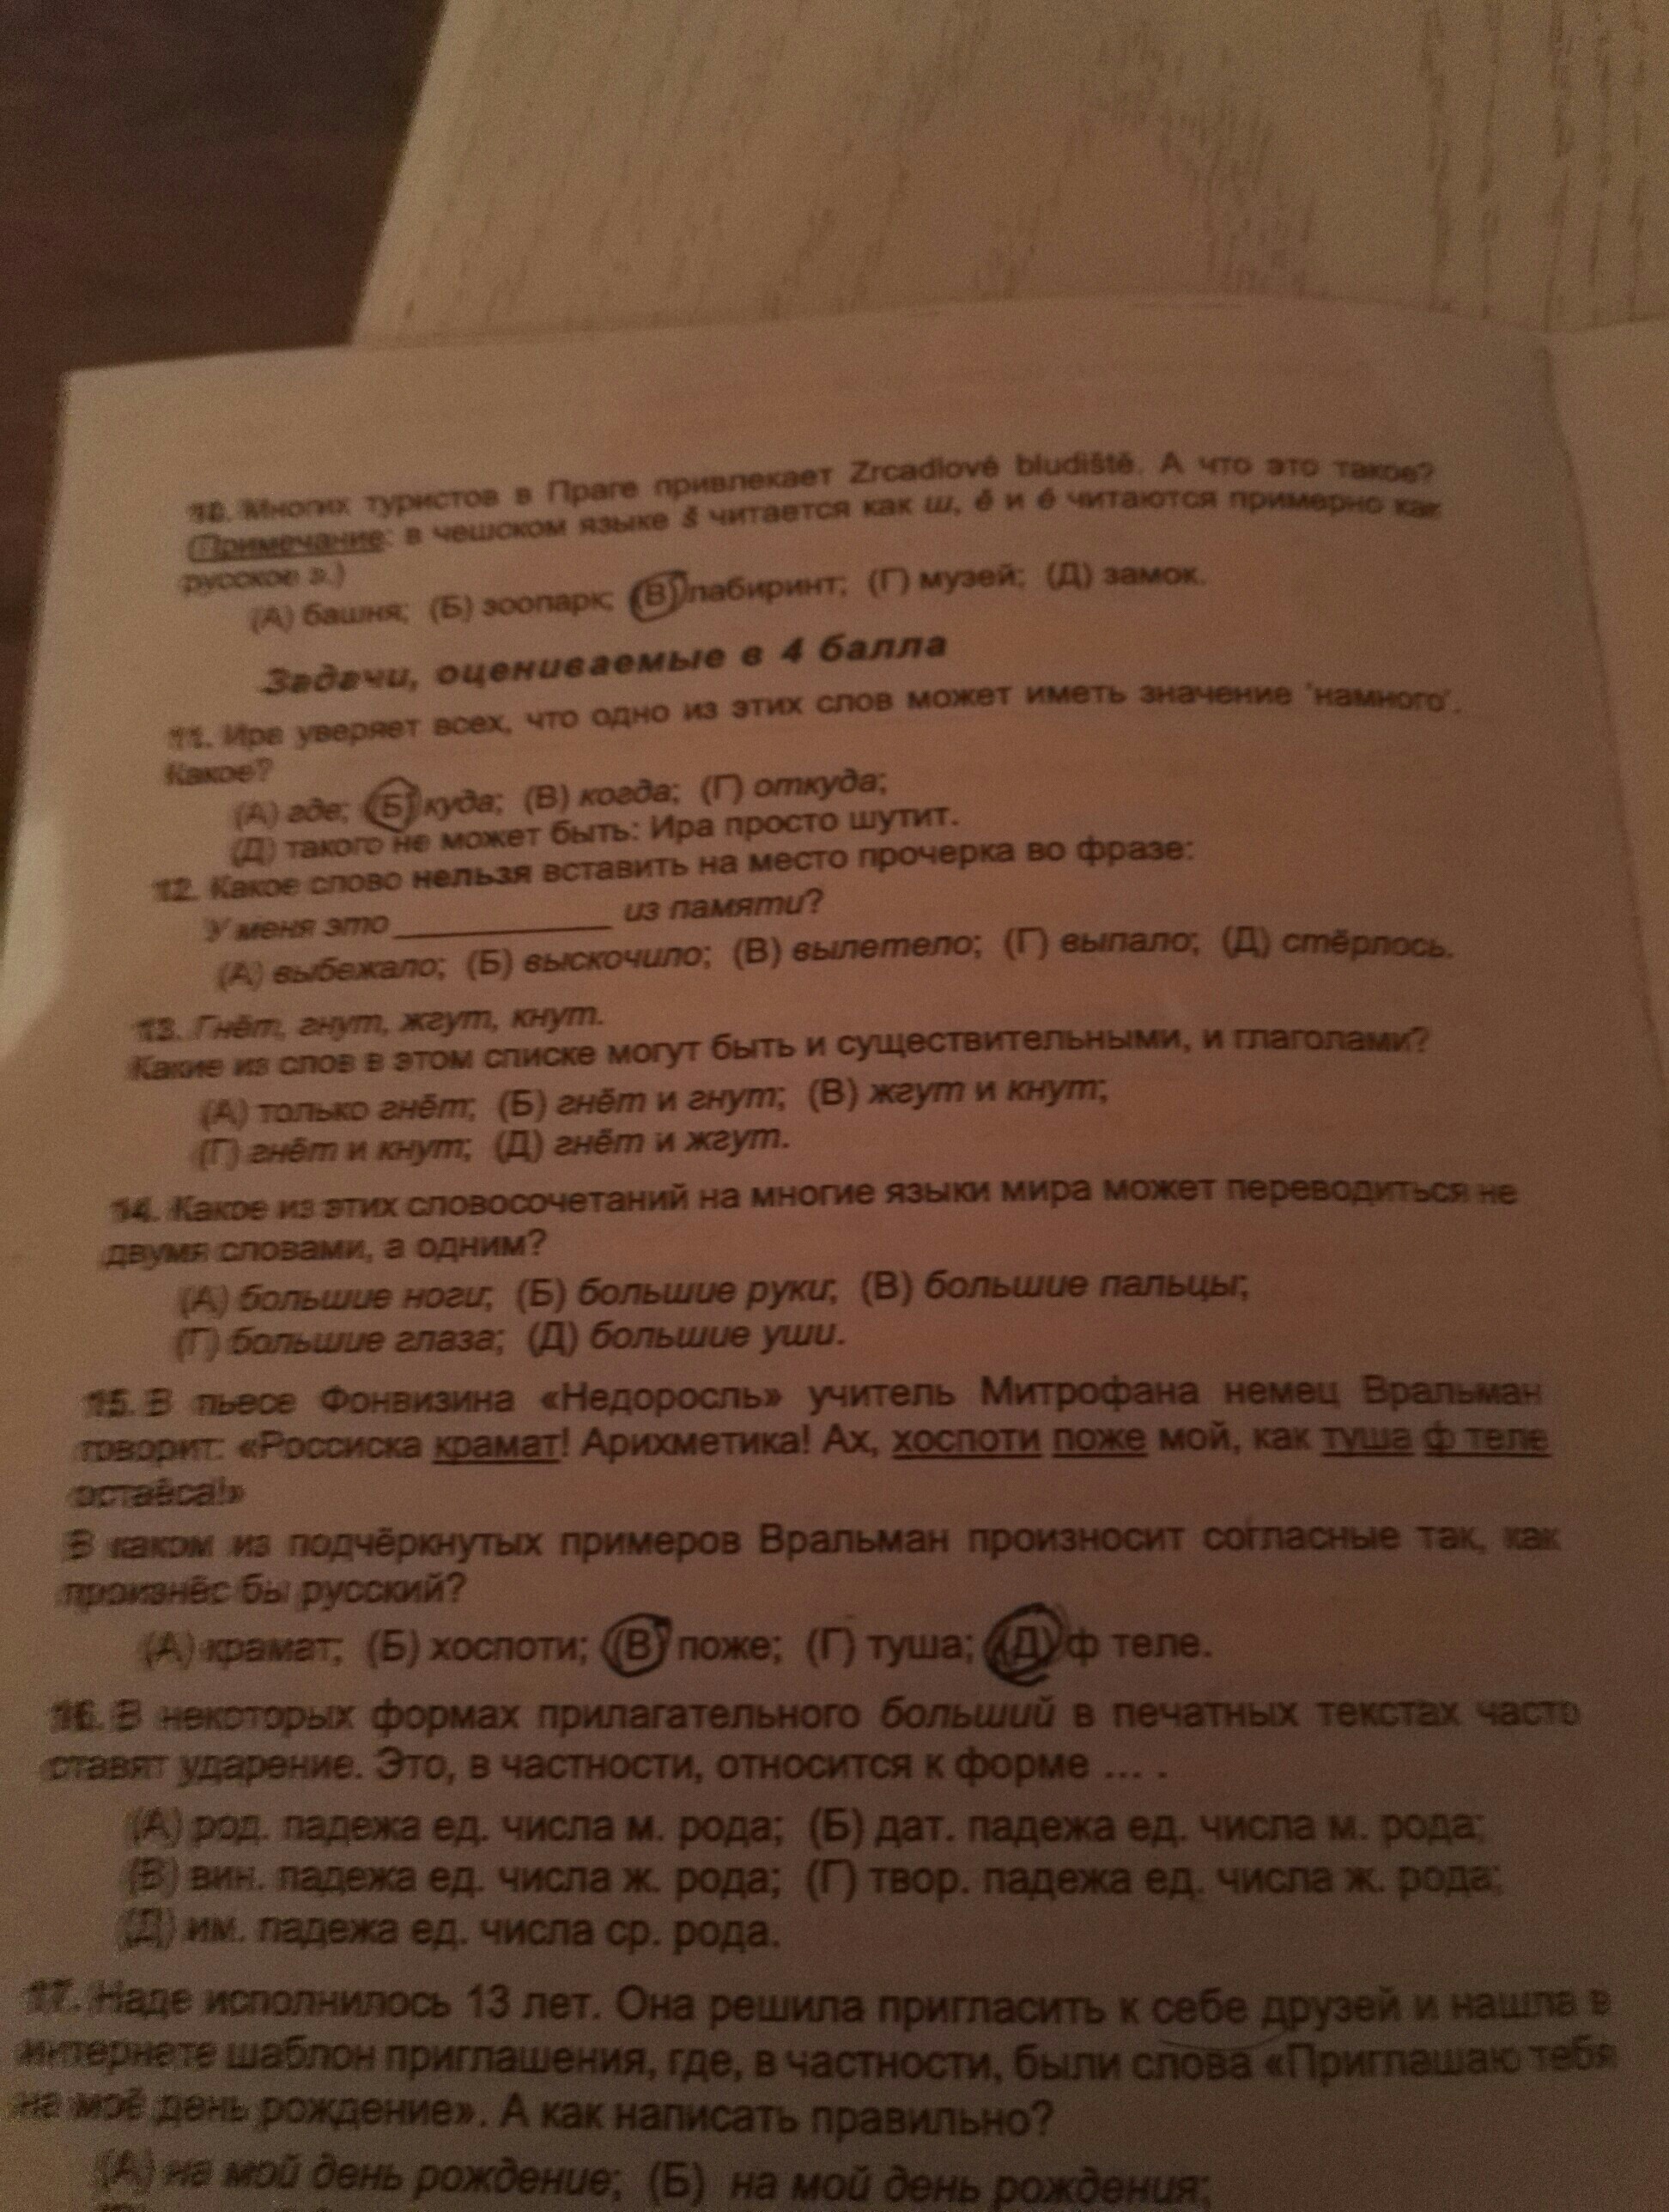 10. Многих туристов в Праге привлекает Zrcadlové bludiště. А что это такое?
(Примечание: в чешском языке š читается как ш, ě и é читаются примерно как
русское э.)
(А) башня; (Б) зоопарк; (В) лабиринт; (Г) музей; (Д) замок.
Задачи, оцениваемые в 4 балла
11. Ира уверяет всех, что одно из этих слов может иметь значение ‘намного’.
Какое?
(А) где; (Б) куда; (В) когда; (Г) откуда;
(Д) такого не может быть: Ира просто шутит.
12. Какое слово нельзя вставить на место прочерка во фразе:
У меня это ____________ из памяти?
(А) выбежало; (Б) выскочило; (В) вылетело; (Г) выпало; (Д) стёрлось.
13. Гнёт, гнут, жгут, кнут.
Какие из слов в этом списке могут быть и существительными, и глаголами?
(А) только гнёт; (Б) гнёт и гнут; (В) жгут и кнут;
(Г) гнёт и кнут; (Д) гнёт и жгут.
14. Какое из этих словосочетаний на многие языки мира может переводиться не
двумя словами, а одним?
(А) большие ноги; (Б) большие руки; (В) большие пальцы;
(Г) большие глаза; (Д) большие уши.
15. В пьесе Фонвизина «Недоросль» учитель Митрофана немец Вральман
говорит: «Россиска крамат! Арихметика! Ах, хоспоти поже мой, как туша ф теле
остаёса!»
В каком из подчёркнутых примеров Вральман произносит согласные так, как
произнёс бы русский?
(А) крамат; (Б) хоспоти; (В) поже; (Г) туша; (Д) ф теле.
16. В некоторых формах прилагательного больший в печатных текстах часто
ставят ударение. Это, в частности, относится к форме ... .
(А) род. падежа ед. числа м. рода; (Б) дат. падежа ед. числа м. рода;
(В) вин. падежа ед. числа ж. рода; (Г) твор. падежа ед. числа ж. рода;
(Д) им. падежа ед. числа ср. рода.
17. Наде исполнилось 13 лет. Она решила пригласить к себе друзей и нашла в
интернете шаблон приглашения, где, в частности, были слова «Приглашаю тебя
на моё день рождение». А как написать правильно?
(А) на мой день рождение; (Б) на мой день рождения;